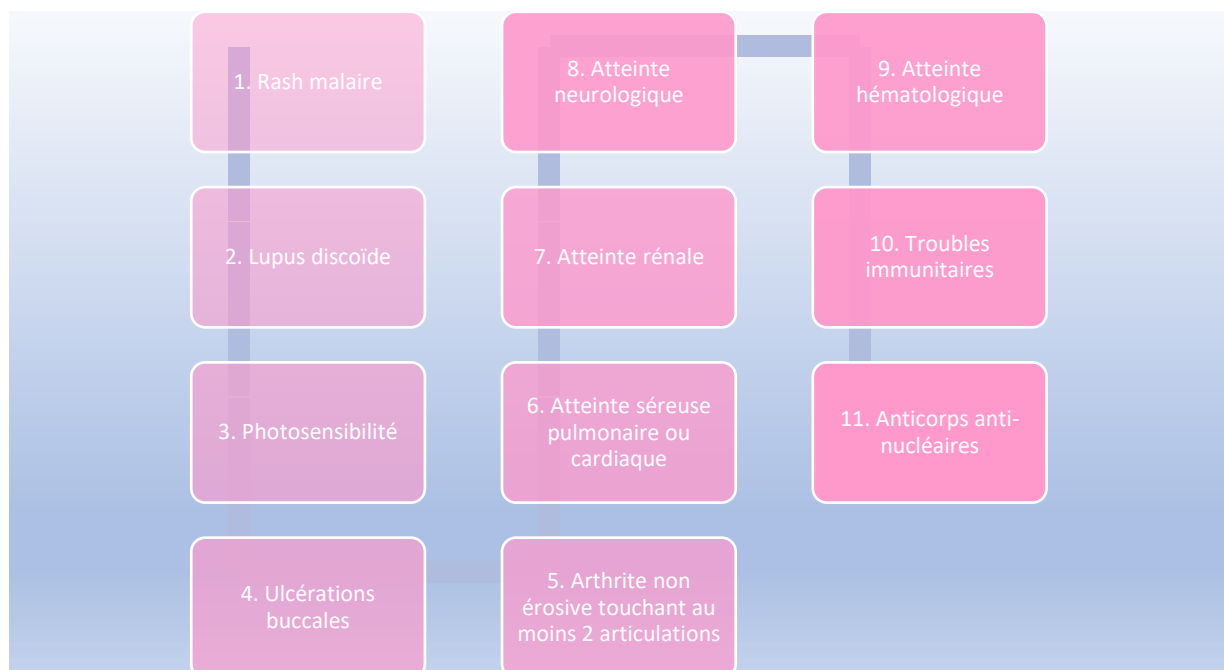 1. Rash malaire
2. Lupus discoïde
3. Photosensibilité
4. Ulcérations
buccales
5. Arthrite non
érosive touchant au
moins 2 articulations
6. Atteinte séreuse
pulmonaire ou
cardiaque
7. Atteinte rénale
8. Atteinte
neurologique
9. Atteinte
hématologique
10. Troubles
immunitaires
11. Anticorps anti-
nucléaires